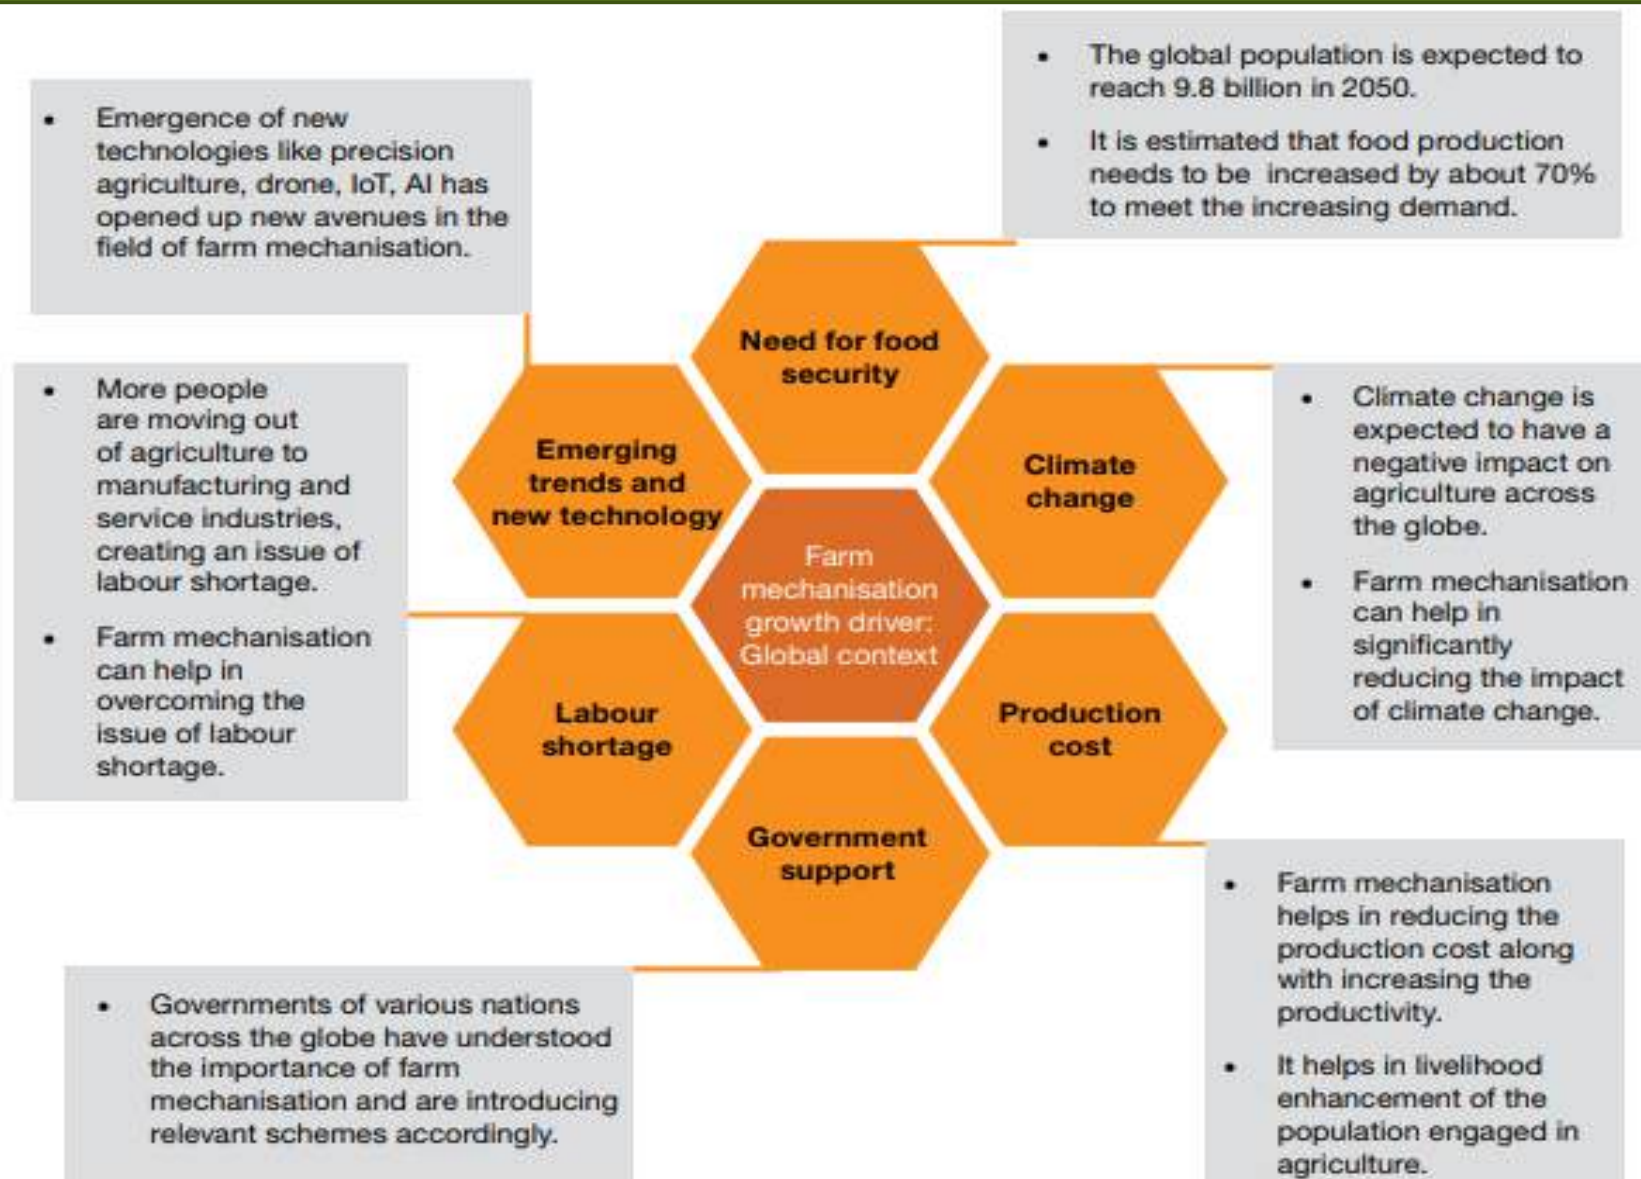 • The global population is expected to
reach 9.8 billion in 2050.
• It is estimated that food production
needs to be increased by about 70%
to meet the increasing demand.
• Emergence of new
technologies like precision
agriculture, drone, IoT, AI has
opened up new avenues in the
field of farm mechanisation.
Need for food
security
• More people
are moving out
of agriculture to
manufacturing and
service industries,
creating an issue of
labour shortage.
• Farm mechanisation
can help in
overcoming the
issue of labour
shortage.
Emerging
trends and
new technology
Climate
change
• Climate change is
expected to have a
negative impact on
agriculture across
the globe.
• Farm mechanisation
can help in
significantly
reducing the impact
of climate change.
Farm
mechanisation
growth driver:
Global context
Labour
shortage
Production
cost
Government
support
• Farm mechanisation
helps in reducing the
production cost along
with increasing the
productivity.
• It helps in livelihood
enhancement of the
population engaged in
agriculture.
• Governments of various nations
across the globe have understood
the importance of farm
mechanisation and are introducing
relevant schemes accordingly.